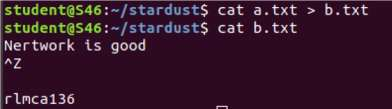 student@S46:~/stardust$ cat a.txt > b.txt
student@S46:~/stardust$ cat b.txt
Nertwork is good
^Z
rlmca136